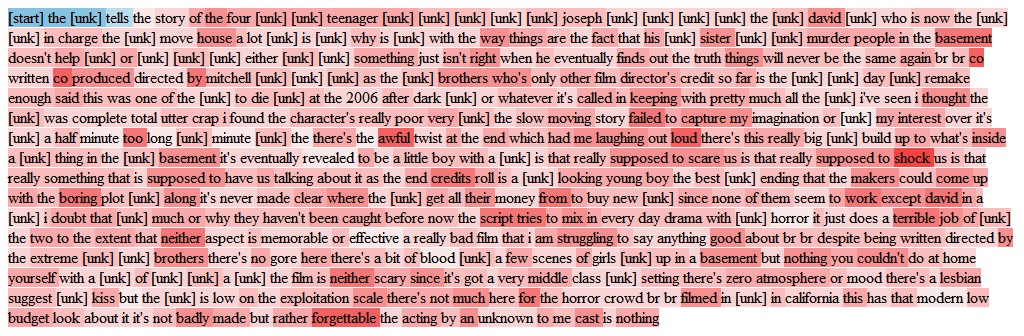 [start] the [unk] tells the story of the four [unk] [unk] teenager [unk] [unk] [unk] [unk] [unk] joseph [unk] [unk] [unk] [unk] the [unk] david [unk] who is now the [unk]
[unk] in charge the [unk] move house a lot [unk] is [unk] why is [unk] with the way things are the fact that his [unk] sister [unk] [unk] murder people in the basement
doesn't help [unk] or [unk] [unk] either [unk] [unk] something just isn't right when he eventually finds out the truth things will never be the same again br br co
written co produced directed by mitchell [unk] [unk] [unk] as the [unk] brothers who's only other film director's credit so far is the [unk] [unk] day [unk] remake
enough said this was one of the [unk] to die [unk] at the 2006 after dark [unk] or whatever it's called in keeping with pretty much all the [unk] i've seen i thought the
[unk] was complete total utter crap i found the character's really poor very [unk] the slow moving story failed to capture my imagination or [unk] my interest over it's
[unk] a half minute too long [unk] minute [unk] the there's the awful twist at the end which had me laughing out loud there's this really big [unk] build up to what's inside
a [unk] thing in the [unk] basement it's eventually revealed to be a little boy with a [unk] is that really supposed to scare us is that really supposed to shock us is that
really something that is supposed to have us talking about it as the end credits roll is a [unk] looking young boy the best [unk] ending that the makers could come up
with the boring plot [unk] along it's never made clear where the [unk] get all their money from to buy new [unk] since none of them seem to work except david in a
[unk] i doubt that [unk] much or why they haven't been caught before now the script tries to mix in every day drama with [unk] horror it just does a terrible job of [unk]
the two to the extent that neither aspect is memorable or effective a really bad film that i am struggling to say anything good about br br despite being written directed by
the extreme [unk] [unk] brothers there's no gore here there's a bit of blood [unk] a few scenes of girls [unk] up in a basement but nothing you couldn't do at home
yourself with a [unk] of [unk] [unk] a [unk] the film is neither scary since it's got a very middle class [unk] setting there's zero atmosphere or mood there's a lesbian
suggest [unk] kiss but the [unk] is low on the exploitation scale there's not much here for the horror crowd br br filmed in [unk] in california this has that modern low
budget look about it it's not badly made but rather forgettable the acting by an unknown to me cast is nothing